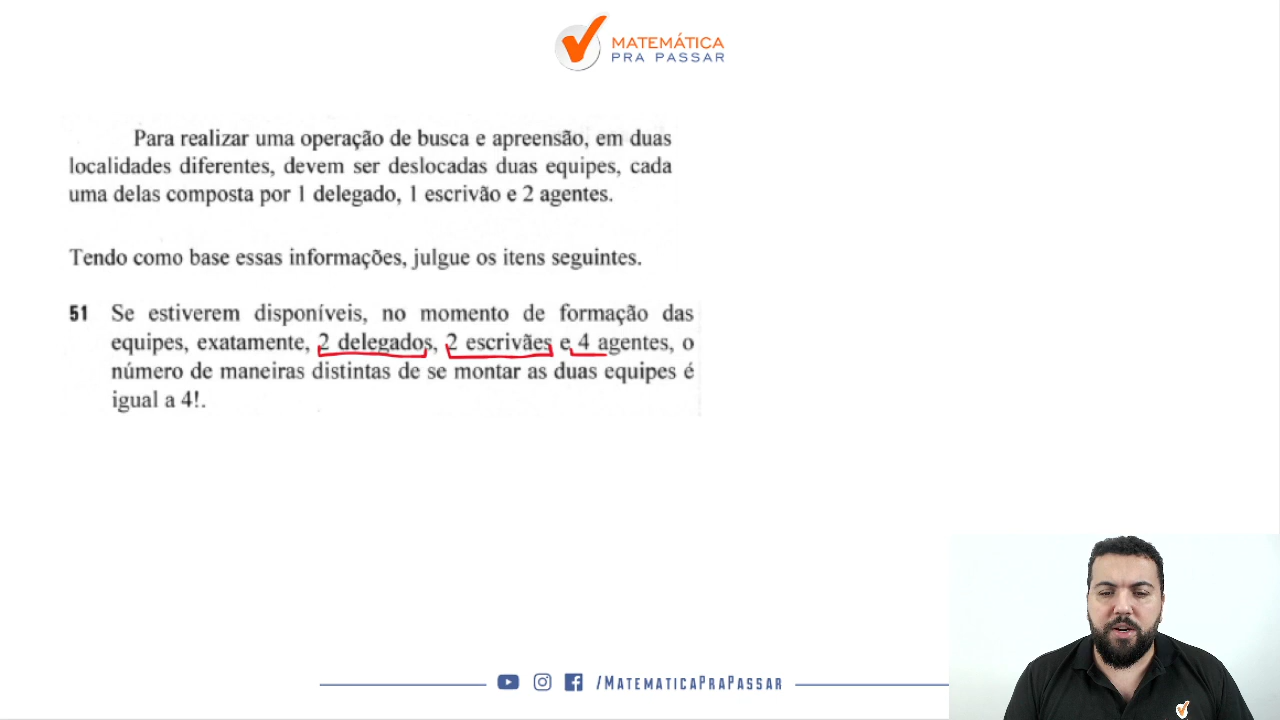 MATEMÁTICA
PRA PASSAR
Para realizar uma operação de busca e apreensão, em duas
localidades diferentes, devem ser deslocadas duas equipes, cada
uma delas composta por 1 delegado, 1 escrivão e 2 agentes.
Tendo como base essas informações, julgue os itens seguintes.
51 Se estiverem disponíveis, no momento de formação das
equipes, exatamente, 2 delegados, 2 escrivães e 4 agentes, o
número de maneiras distintas de se montar as duas equipes é
igual a 4!.
/MATEMATICAPRAPASSAR